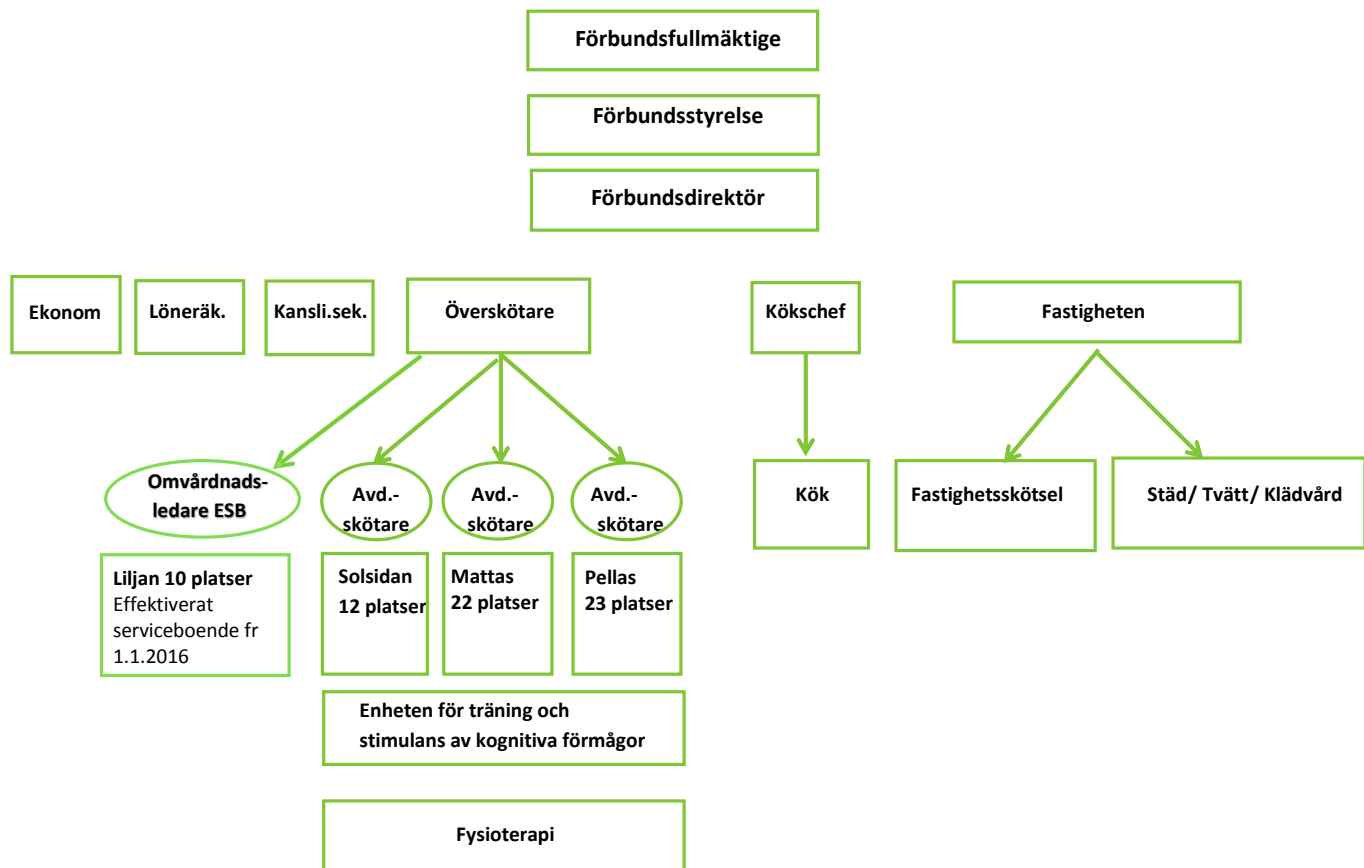 Förbundsfullmäktige
Förbundsstyrelse
Förbundsdirektör
Ekonom
Löneräk.
Kansli.sek.
Överskötare
Kökschef
Fastigheten
Omvårdnads-
ledare ESB
Avd.-
skötare
Avd.-
skötare
Avd.-
skötare
Kök
Fastighetsskötsel
Städ/ Tvätt/ Klädvård
Liljan 10 platser
Effektiverat
serviceboende fr
1.1.2016
Solsidan
12 platser
Mattas
22 platser
Pellas
23 platser
Enheten för träning och
stimulans av kognitiva förmågor
Fysioterapi